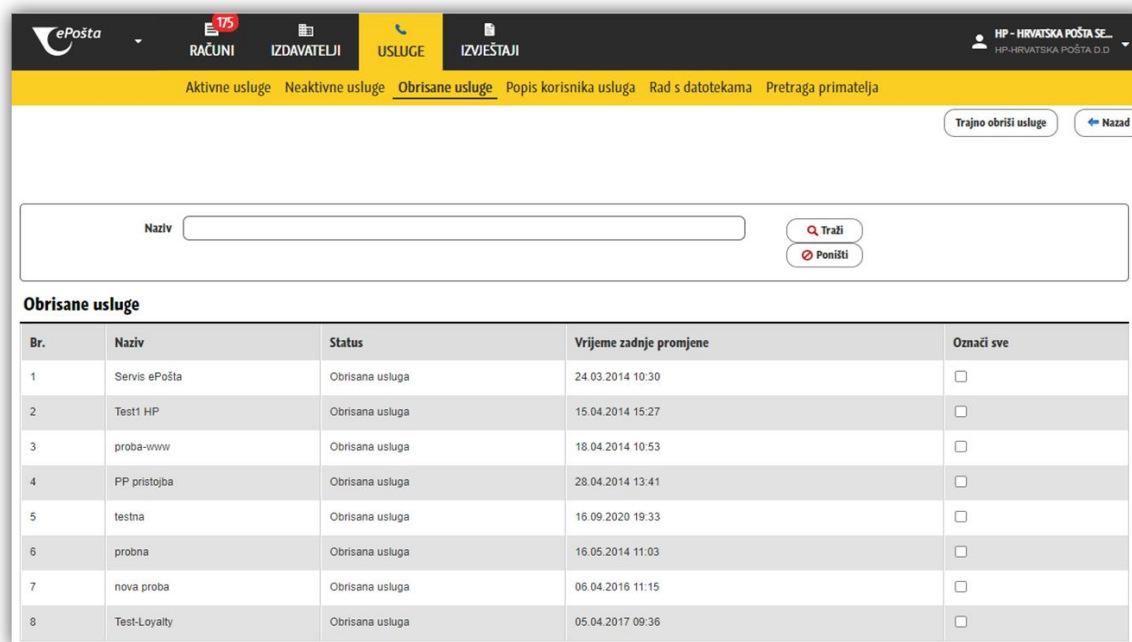 ePošta
175
RAČUNI IZDAVATELJI USLUGE IZVJEŠTAJI
HP - HRVATSKA POŠTA SE...
HP-HRVATSKA POŠTA D.D
Aktivne usluge Neaktivne usluge Obrisane usluge Popis korisnika usluga Rad s datotekama Pretraga primatelja
Trajno obriši usluge Nazad
Naziv Traži
Poništi
Obrisane usluge
Br. Naziv Status Vrijeme zadnje promjene Označi sve
1 Servis ePošta Obrisana usluga 24.03.2014 10:30
2 Test1 HP Obrisana usluga 15.04.2014 15:27
3 proba-www Obrisana usluga 18.04.2014 10:53
4 PP pristojba Obrisana usluga 28.04.2014 13:41
5 testna Obrisana usluga 16.09.2020 19:33
6 probna Obrisana usluga 16.05.2014 11:03
7 nova proba Obrisana usluga 06.04.2016 11:15
8 Test-Loyalty Obrisana usluga 05.04.2017 09:36